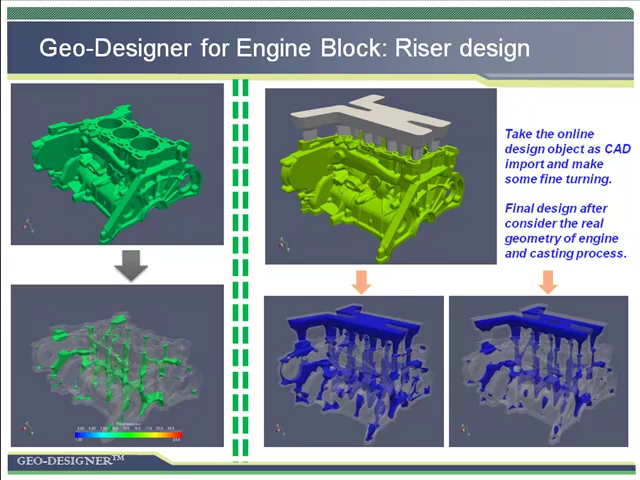 Geo-Designer for Engine Block: Riser design
Take the online
design object as CAD
import and make
some fine turning.
Final design after
consider the real
geometry of engine
and casting process.
GEO-DESIGNER™